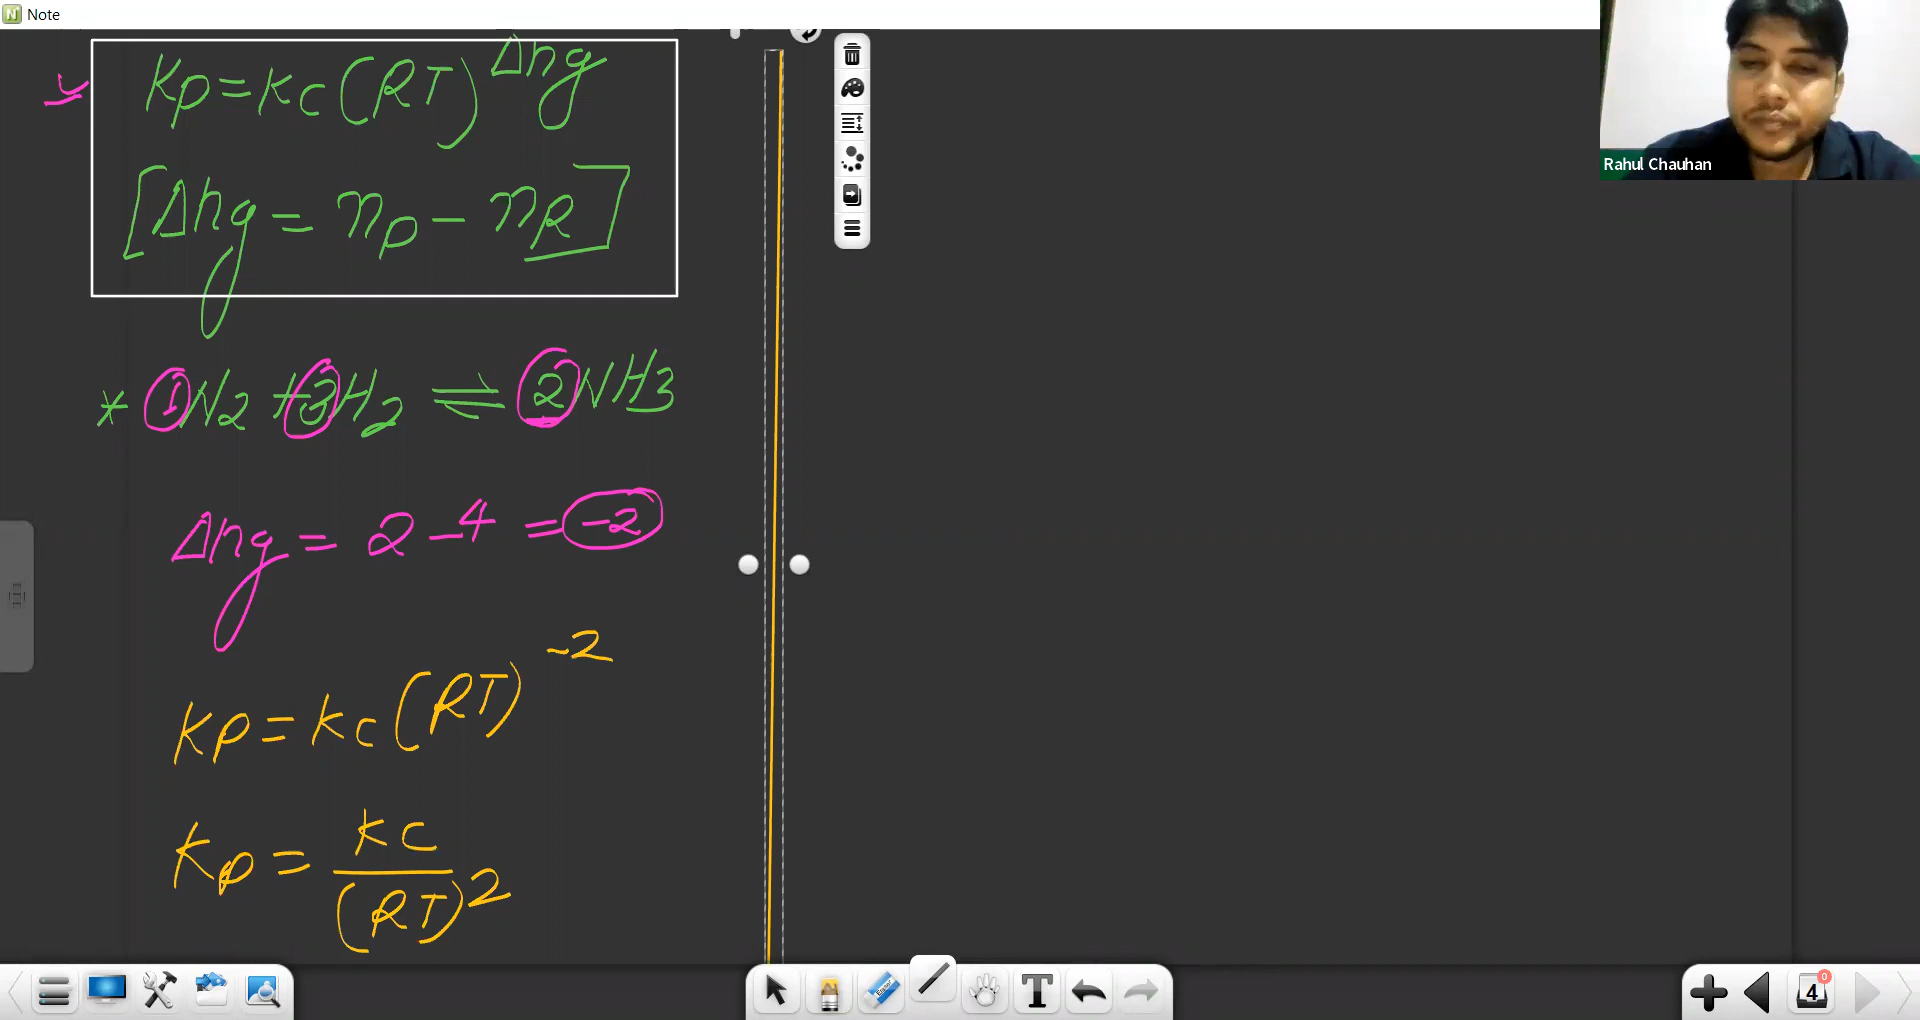 Note
Kp=Kc(RT)^Δng
[Δng = np - nR]
* 1N2 + 3H2 ⇌ 2NH3
Δng = 2 - 4 = -2
Kp = Kc(RT)^-2
Kp = Kc/(RT)^2
Rahul Chauhan
Eraser
T
4
0